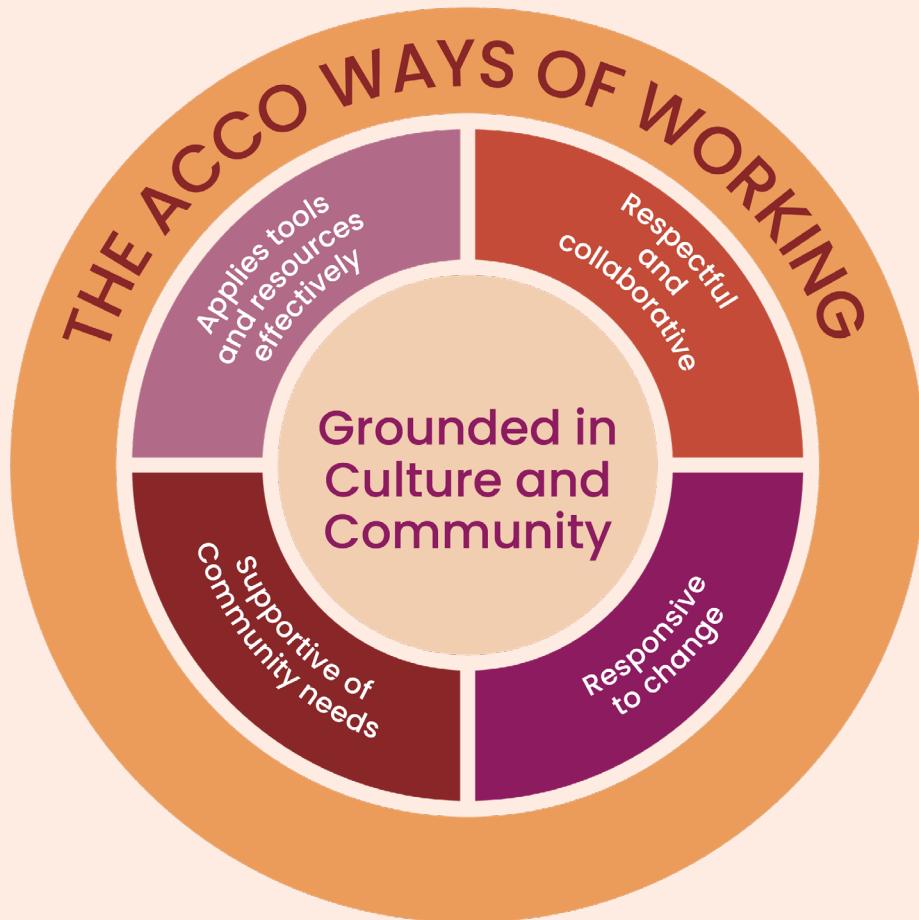 THE ACCO WAYS OF WORKING
Applies tools
and resources
effectively
Respectful
and
collaborative
Grounded in
Culture and
Community
Supportive of
Community needs
Responsive
to change